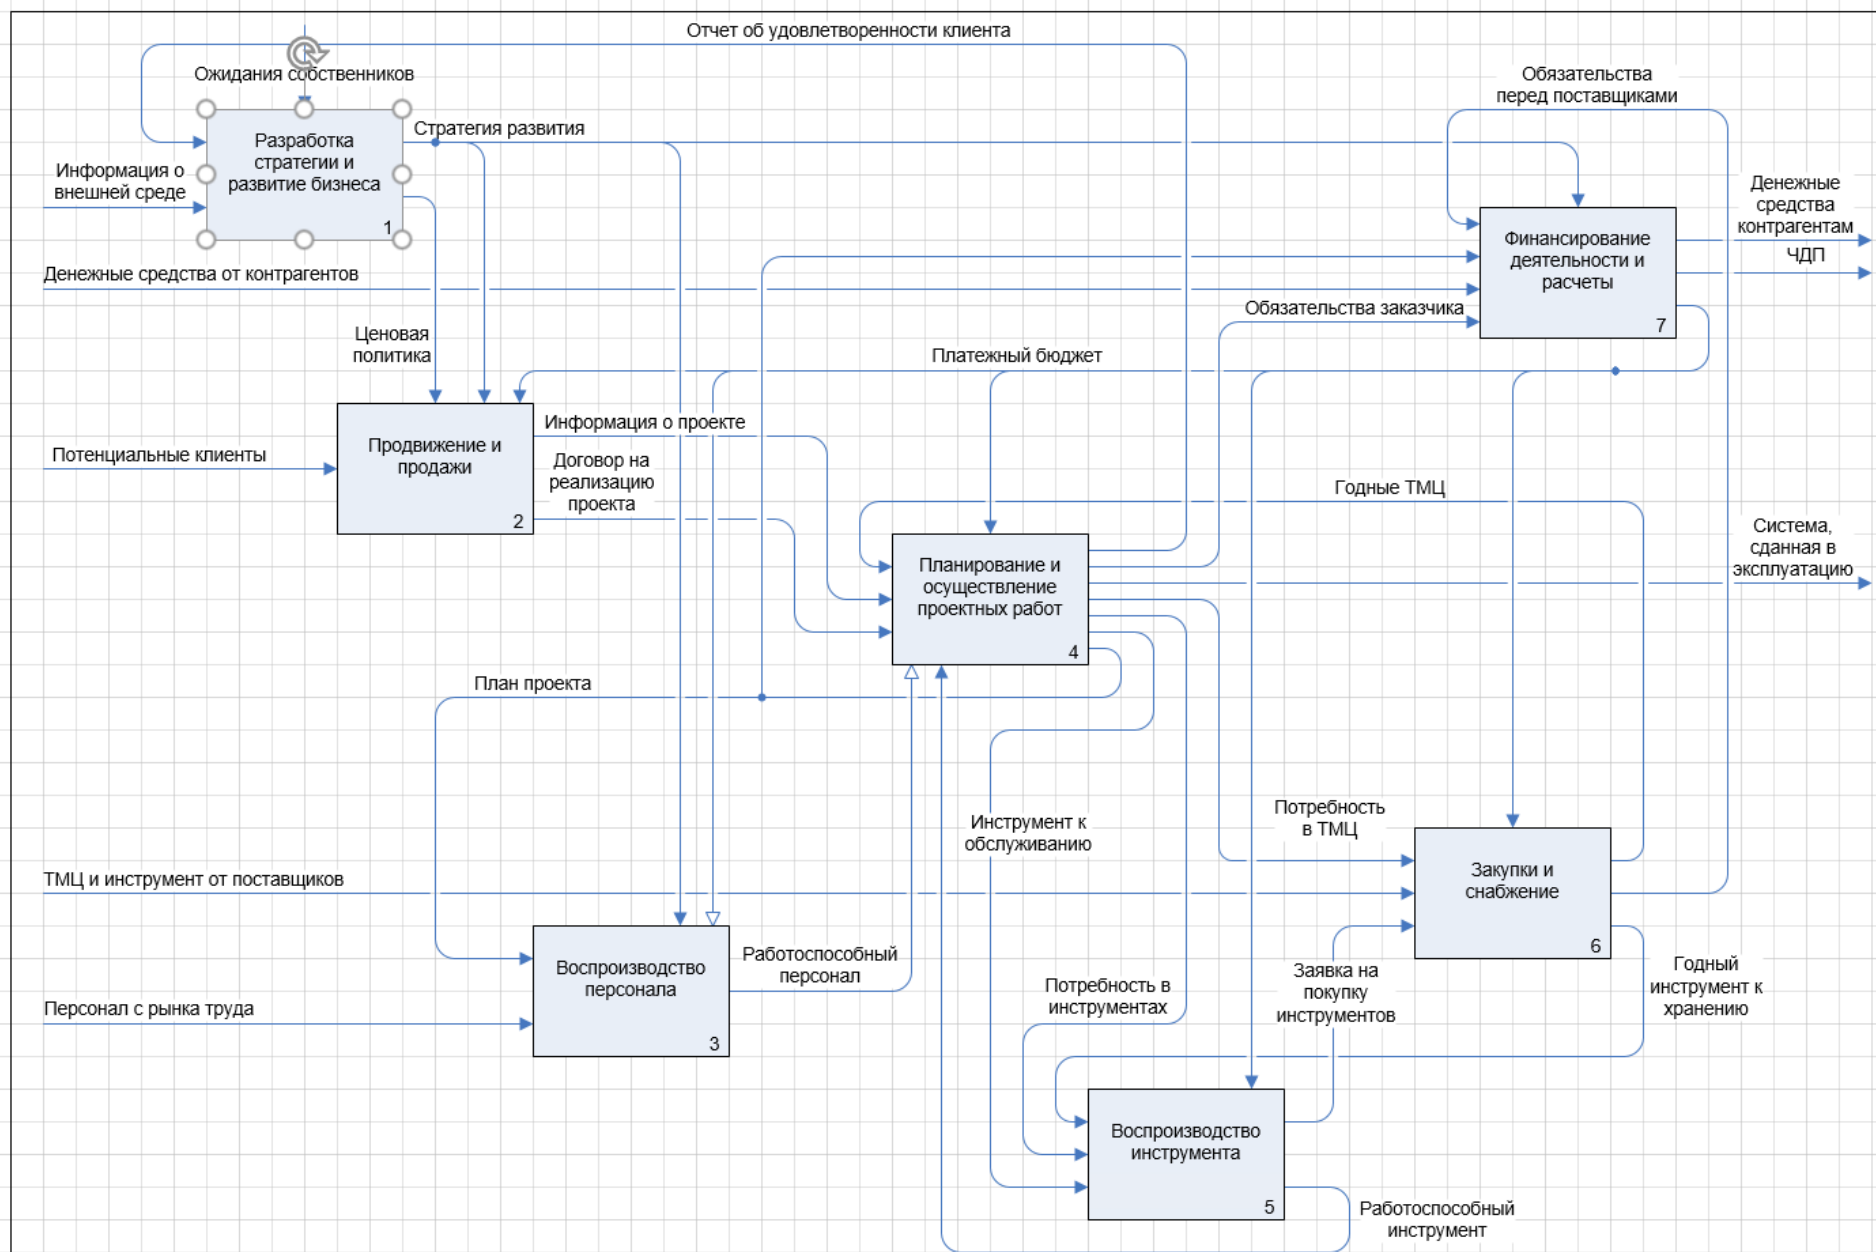 Отчет об удовлетворенности клиента
Ожидания собственников
Обязательства
перед поставщиками
Стратегия развития
Разработка
стратегии и
развитие бизнеса
1
Информация о
внешней среде
Денежные
средства
контрагентам
ЧДП
Финансирование
деятельности и
расчеты
7
Денежные средства от контрагентов
Обязательства заказчика
Ценовая
политика
Платежный бюджет
Продвижение и
продажи
2
Информация о проекте
Потенциальные клиенты
Договор на
реализацию
проекта
Годные ТМЦ
Система,
сданная в
эксплуатацию
Планирование и
осуществление
проектных работ
4
План проекта
Инструмент к
обслуживанию
Потребность
в ТМЦ
Закупки и
снабжение
6
ТМЦ и инструмент от поставщиков
Воспроизводство
персонала
3
Работоспособный
персонал
Персонал с рынка труда
Потребность в
инструментах
Заявка на
покупку
инструментов
Годный
инструмент к
хранению
Воспроизводство
инструмента
5
Работоспособный
инструмент